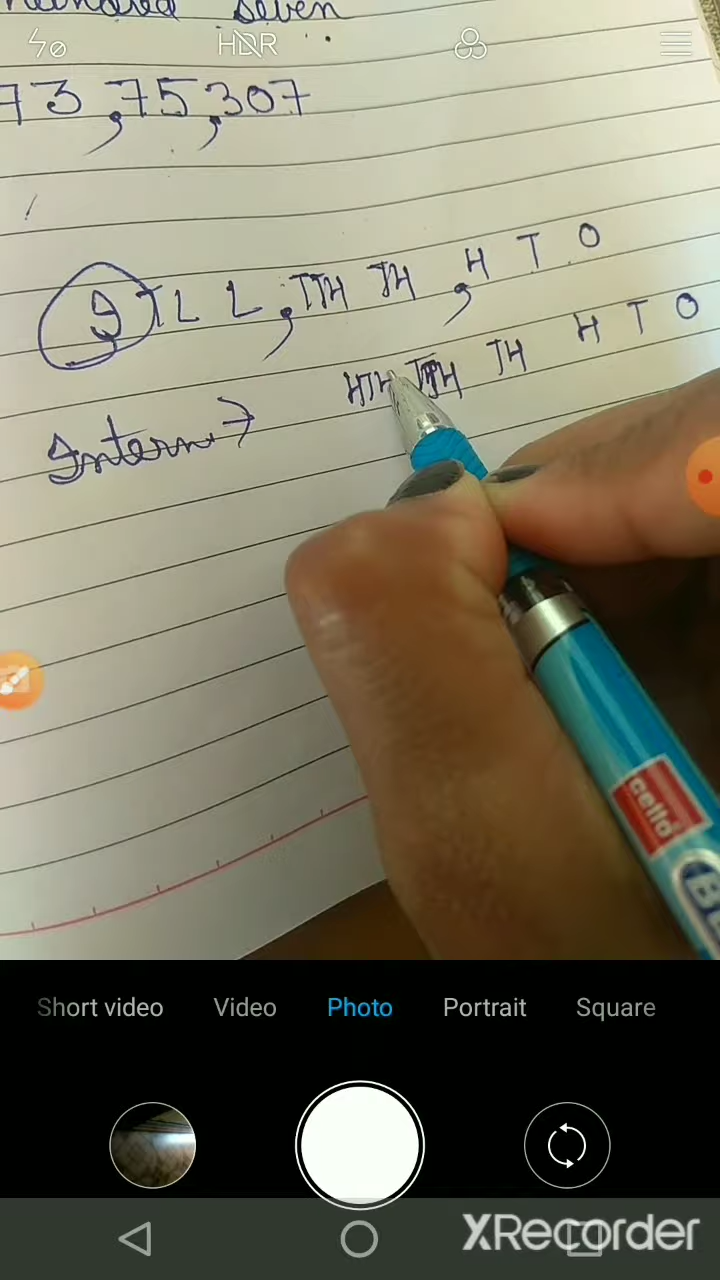 seven
73,75,307
I TL L, TTH TH, H T O
HTH TTH TH H T O
Intern →
cello
HDR
Short video Video Photo Portrait Square
XRecorder